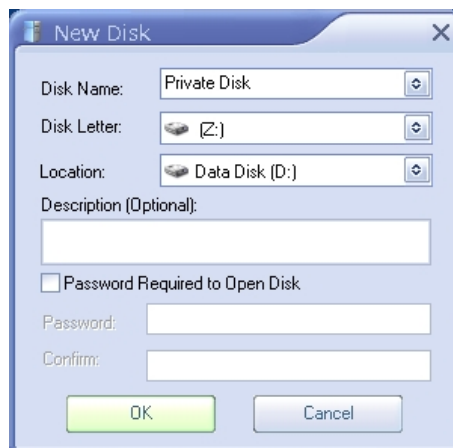 New Disk
Disk Name: Private Disk
Disk Letter: (Z:)
Location: Data Disk (D:)
Description (Optional):
Password Required to Open Disk
Password:
Confirm:
OK Cancel